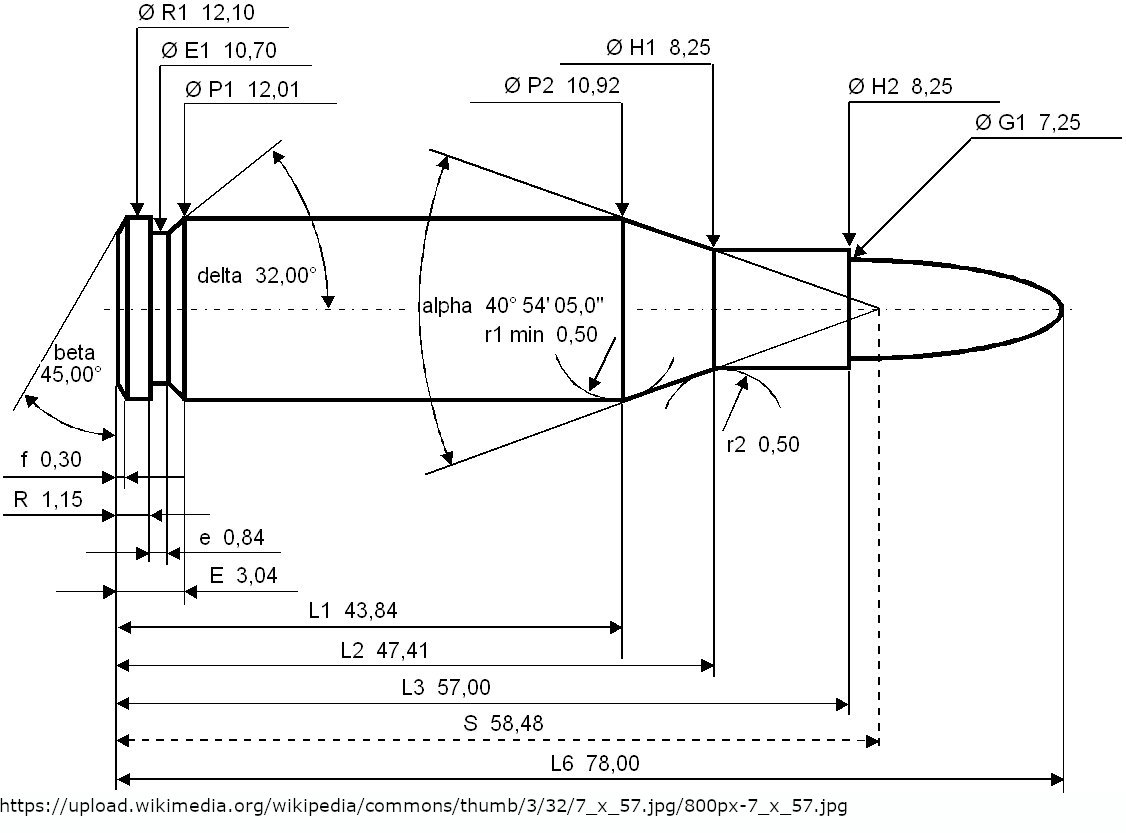 Ø R1 12,10
Ø E1 10,70
Ø H1 8,25
Ø P1 12,01
Ø P2 10,92
Ø H2 8,25
Ø G1 7,25
delta 32,00°
alpha 40° 54' 05,0"
r1 min 0,50
beta
45,00°
r2 0,50
f 0,30
R 1,15
e 0,84
E 3,04
L1 43,84
L2 47,41
L3 57,00
S 58,48
L6 78,00
https://upload.wikimedia.org/wikipedia/commons/thumb/3/32/7_x_57.jpg/800px-7_x_57.jpg